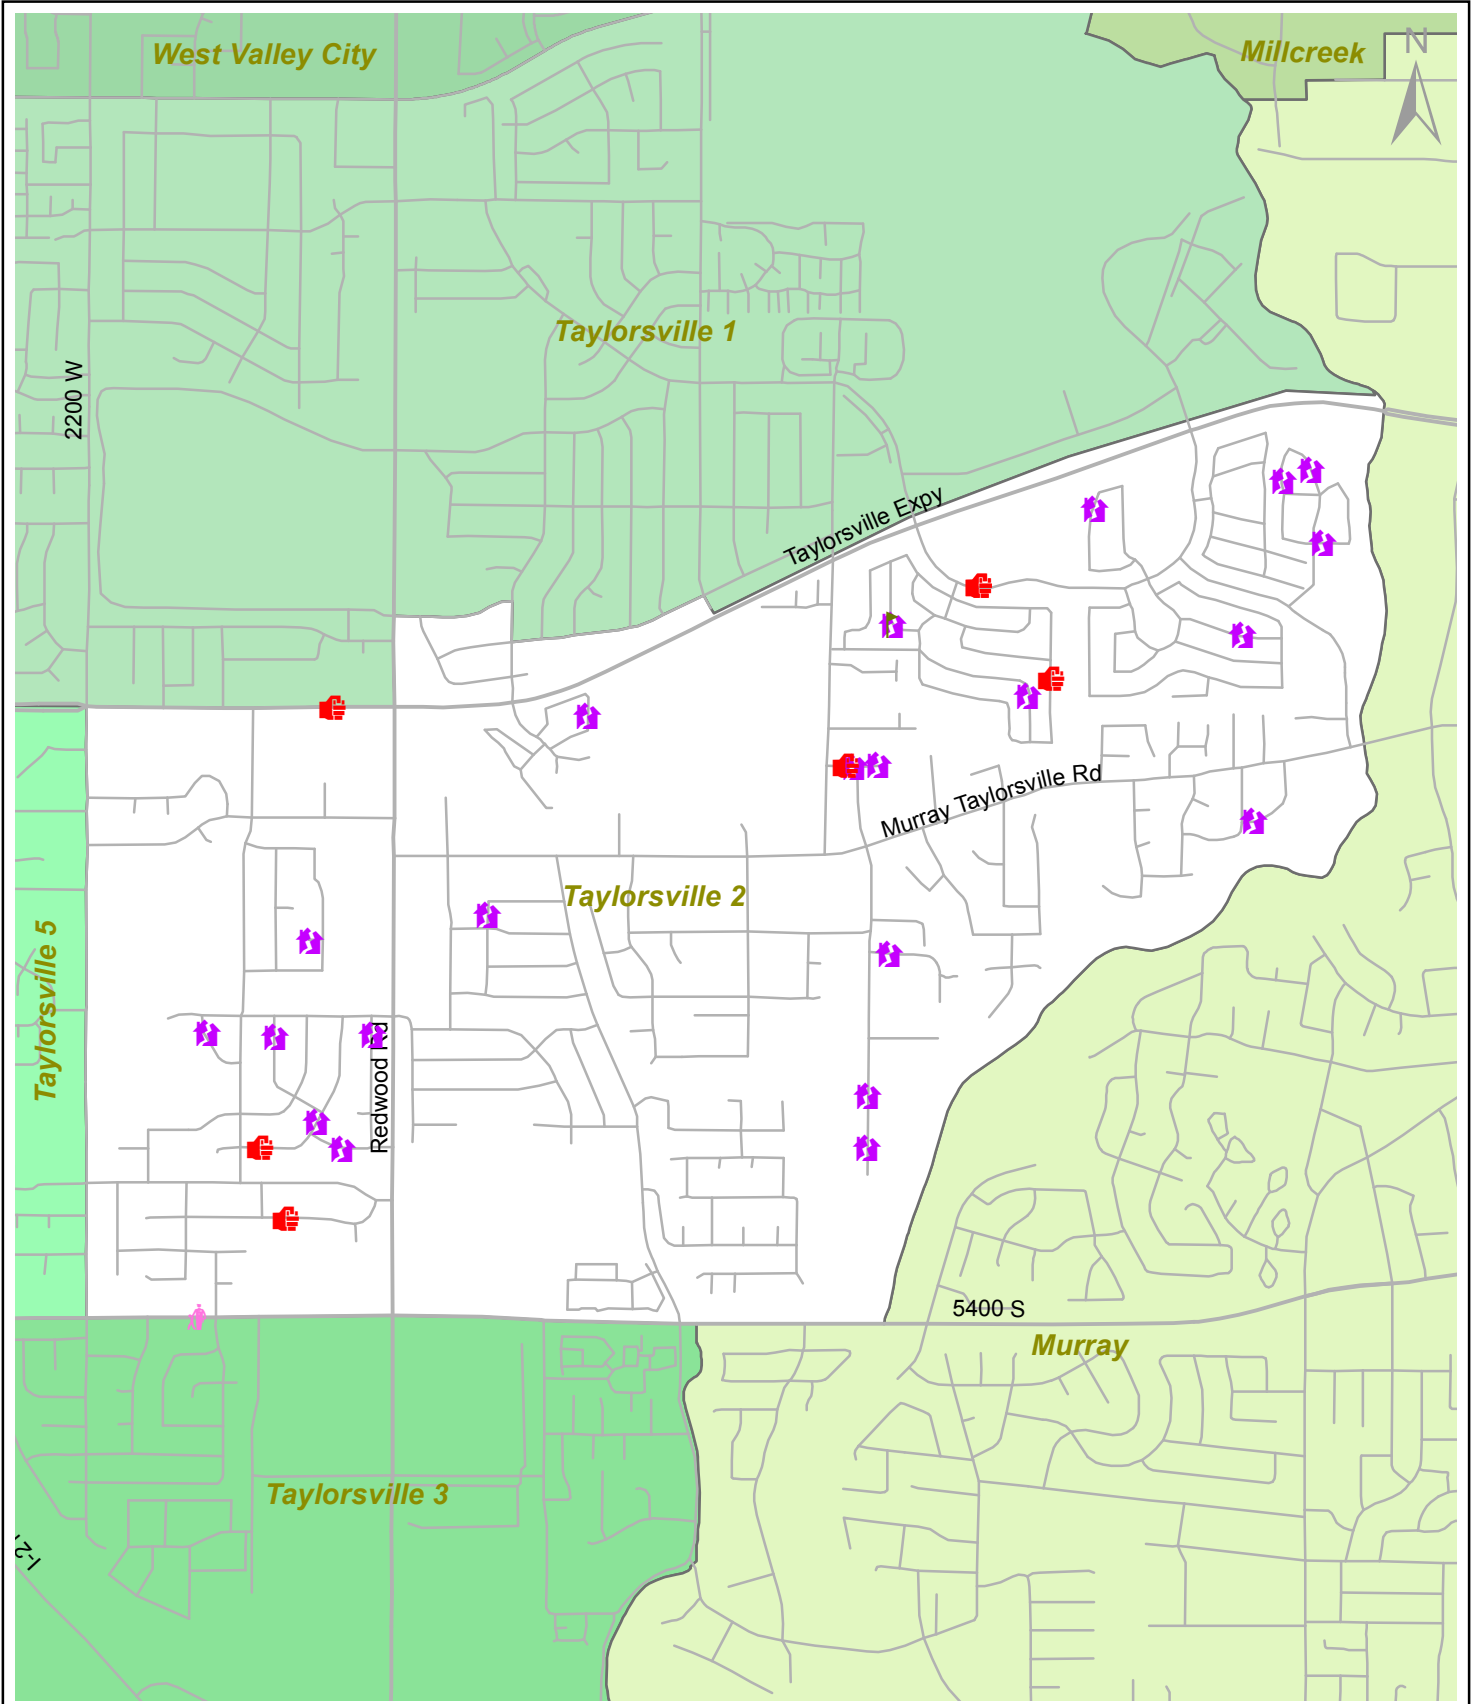 West Valley City
Millcreek
N
Taylorsville 1
2200 W
Taylorsville Expy
Murray Taylorsville Rd
Taylorsville 2
Taylorsville 5
Redwood Rd
5400 S
Murray
Taylorsville 3